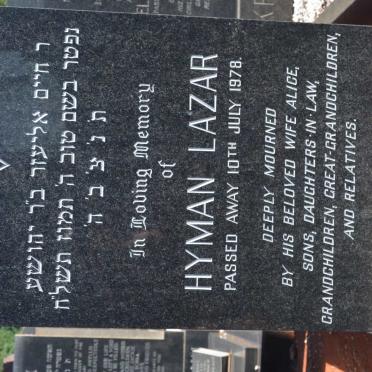 ר חיים אליעזר ב׳ר יהושע
נפטר בשם טוב ה׳ תמוז תשל״ח
ת נ צ ב ה
In Loving Memory
of
HYMAN LAZAR
PASSED AWAY 10TH JULY 1978.
DEEPLY MOURNED
BY HIS BELOVED WIFE ALICE,
SONS, DAUGHTERS-IN-LAW,
GRANDCHILDREN, GREAT-GRANDCHILDREN,
AND RELATIVES.